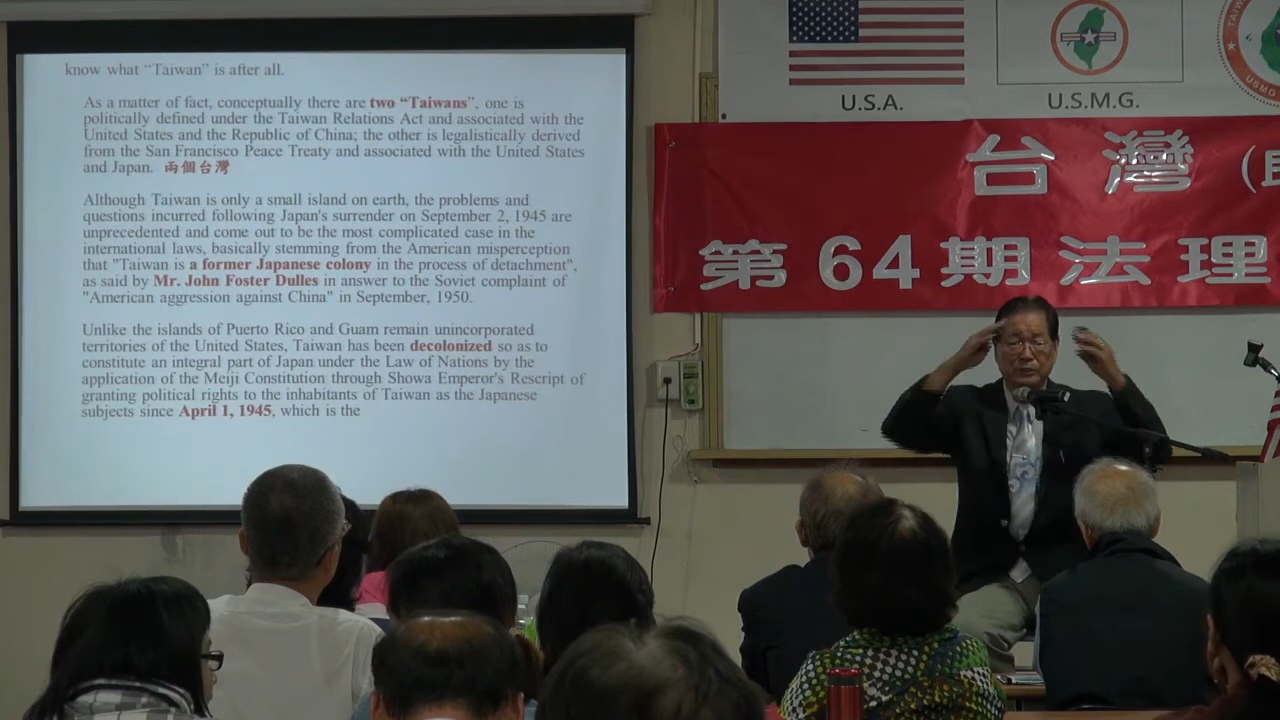 know what “Taiwan” is after all.
As a matter of fact, conceptually there are two “Taiwans”, one is
politically defined under the Taiwan Relations Act and associated with the
United States and the Republic of China; the other is legalistically derived
from the San Francisco Peace Treaty and associated with the United States
and Japan. 兩個台灣
Although Taiwan is only a small island on earth, the problems and
questions incurred following Japan's surrender on September 2, 1945 are
unprecedented and come out to be the most complicated case in the
international laws, basically stemming from the American misperception
that "Taiwan is a former Japanese colony in the process of detachment",
as said by Mr. John Foster Dulles in answer to the Soviet complaint of
"American aggression against China" in September, 1950.
Unlike the islands of Puerto Rico and Guam remain unincorporated
territories of the United States, Taiwan has been decolonized so as to
constitute an integral part of Japan under the Law of Nations by the
application of the Meiji Constitution through Showa Emperor's Rescript of
granting political rights to the inhabitants of Taiwan as the Japanese
subjects since April 1, 1945, which is the
U.S.A.
U.S.M.G.
台灣(
第64期法理